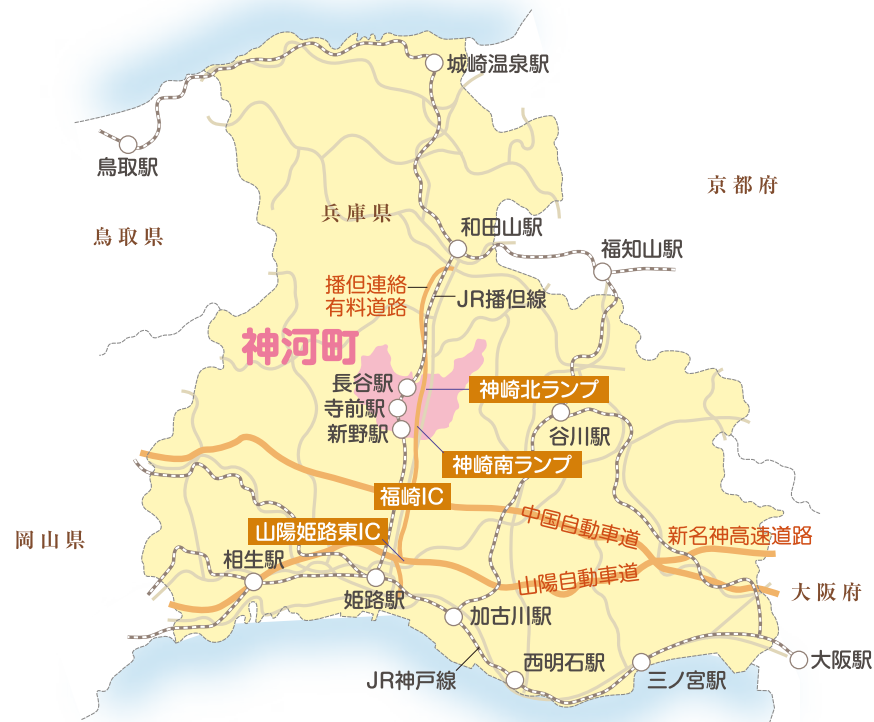 城崎温泉駅
鳥取駅
京都府
兵庫県
和田山駅
鳥取県
福知山駅
播但連絡
有料道路
JR播但線
神河町
長谷駅
神崎北ランプ
寺前駅
新野駅
谷川駅
神崎南ランプ
福崎IC
中国自動車道
山陽姫路東IC
新名神高速道路
岡山県
相生駅
山陽自動車道
大阪府
姫路駅
加古川駅
西明石駅
大阪駅
JR神戸線
三ノ宮駅